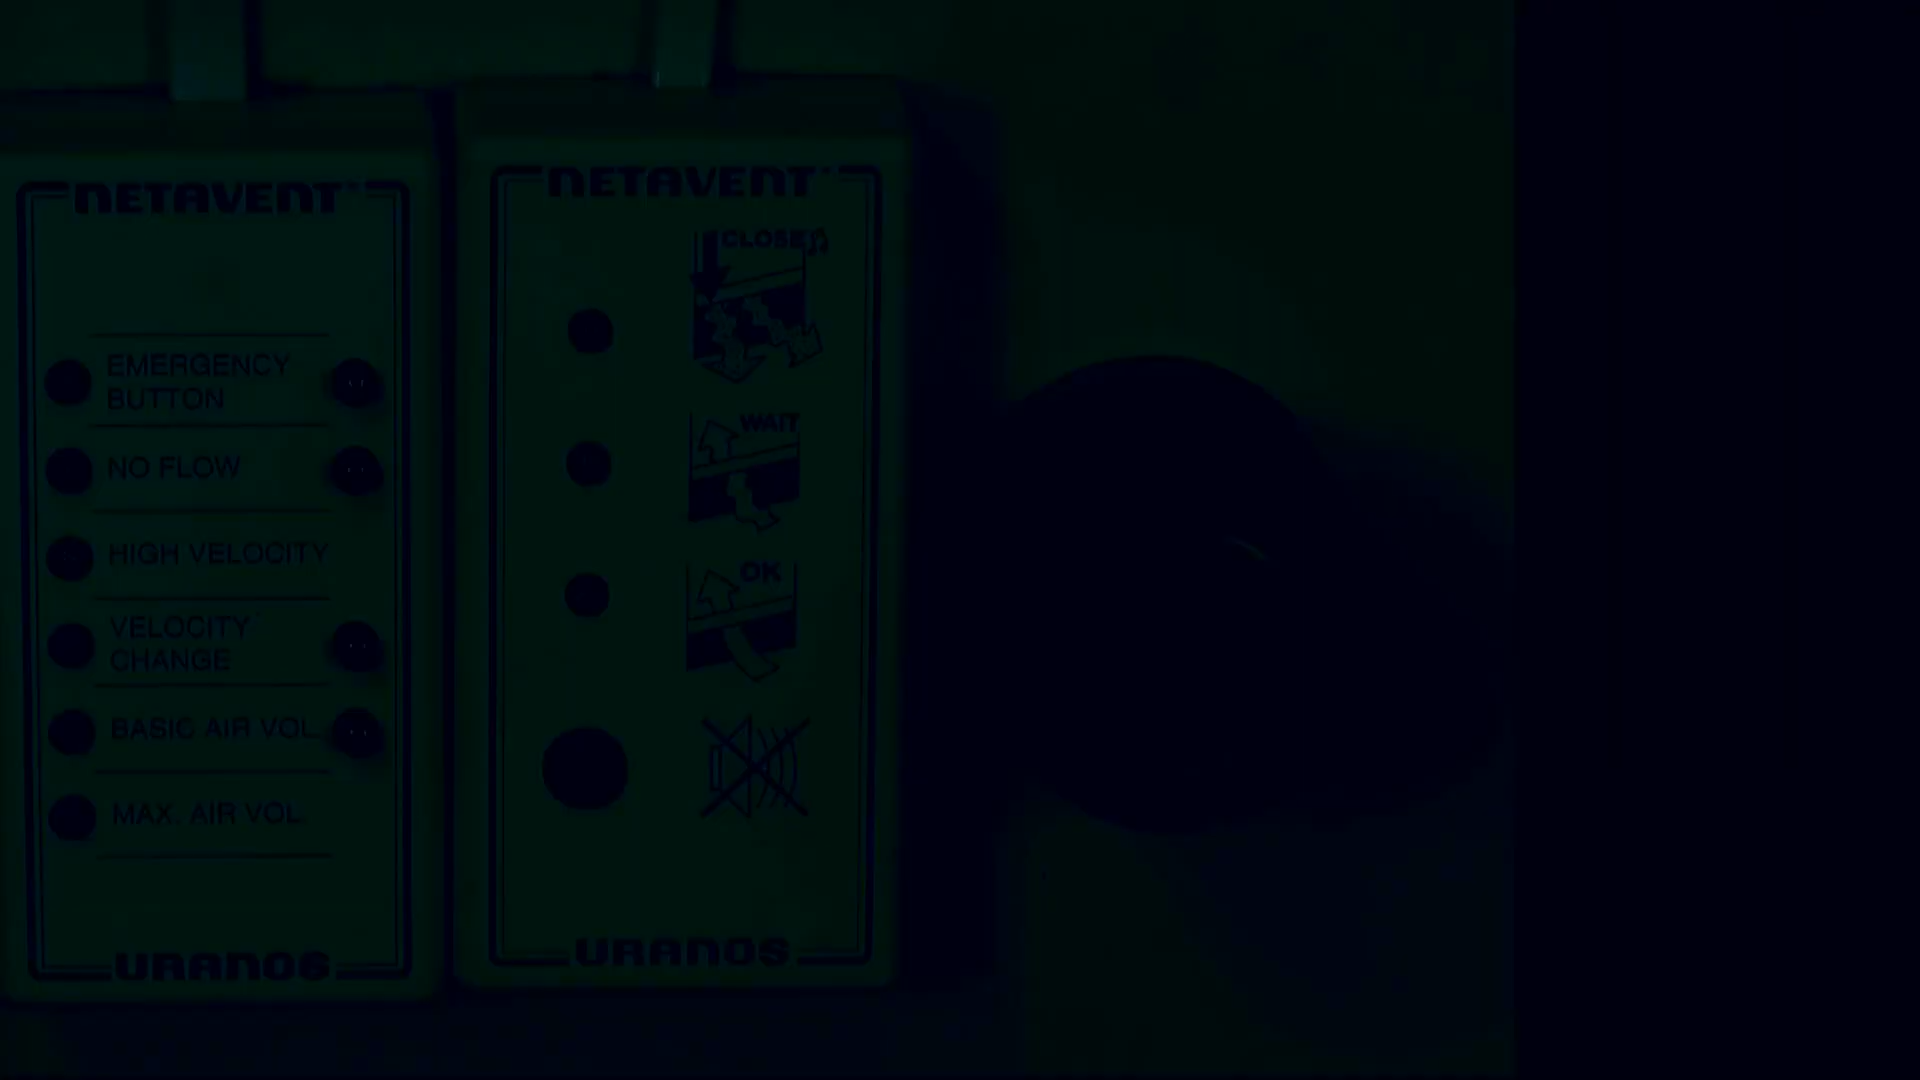 NETAVENT
EMERGENCY
BUTTON
NO FLOW
HIGH VELOCITY
VELOCITY
CHANGE
BASIC AIR VOL.
MAX. AIR VOL.
URANOS
NETAVENT
CLOSE
WAIT
OK
URANOS